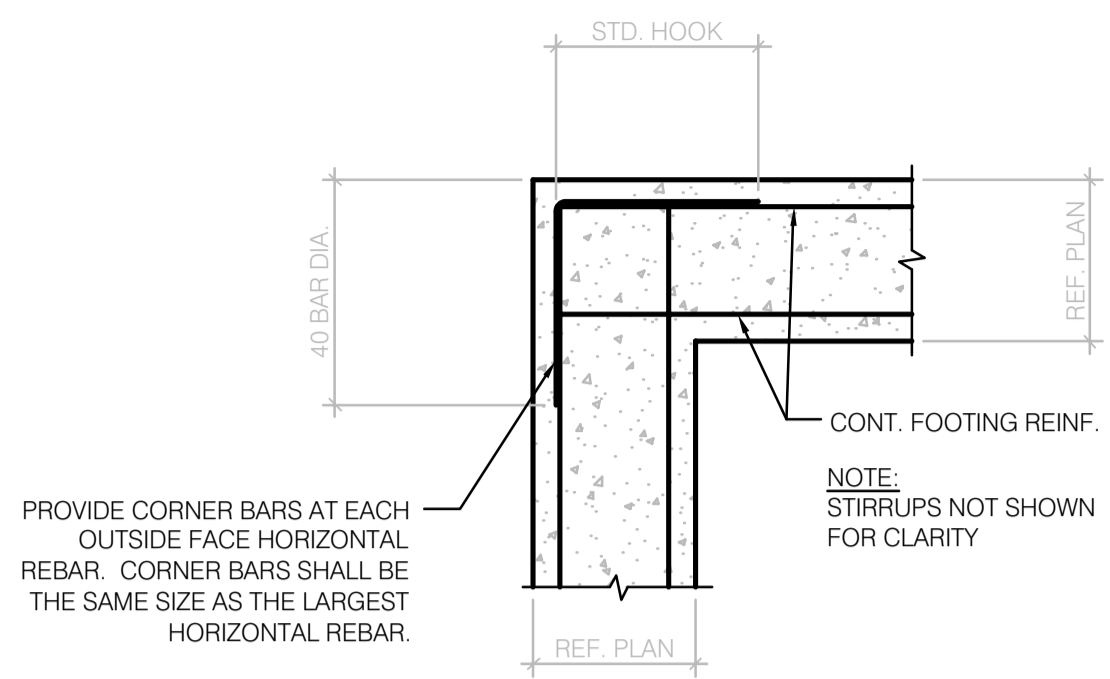 STD. HOOK
40 BAR DIA.
REF. PLAN
CONT. FOOTING REINF.
NOTE:
STIRRUPS NOT SHOWN
FOR CLARITY
PROVIDE CORNER BARS AT EACH
OUTSIDE FACE HORIZONTAL
REBAR. CORNER BARS SHALL BE
THE SAME SIZE AS THE LARGEST
HORIZONTAL REBAR.
REF. PLAN